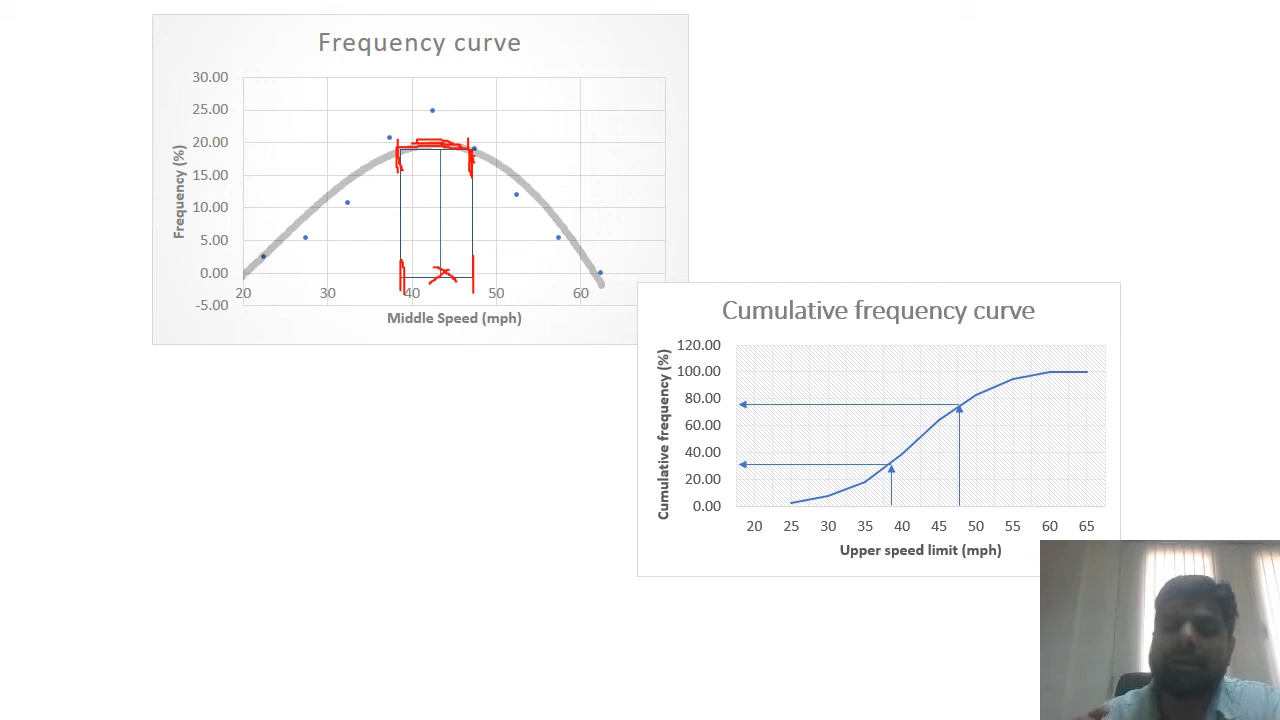 Frequency curve
30.00
25.00
20.00
15.00
10.00
5.00
0.00
-5.00
Frequency (%)
20 30 40 50 60
Middle Speed (mph)
Cumulative frequency curve
120.00
100.00
80.00
60.00
40.00
20.00
0.00
Cumulative frequency (%)
20 25 30 35 40 45 50 55 60 65
Upper speed limit (mph)